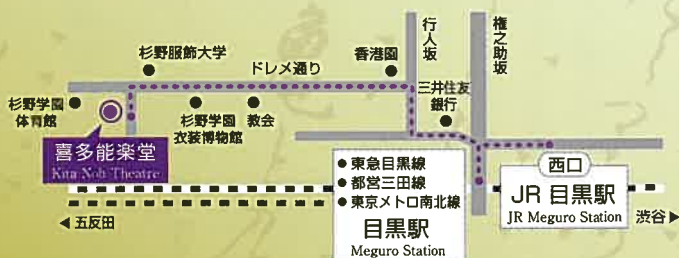 行人坂
権之助坂
杉野服飾大学
ドレメ通り
香港園
三井住友
銀行
杉野学園
体育館
杉野学園
衣装博物館
教会
喜多能楽堂
Kita Noh Theatre
● 東急目黒線
● 都営三田線
● 東京メトロ南北線
目黒駅
Meguro Station
西口
JR 目黒駅
JR Meguro Station
◀ 五反田
渋谷 ▶